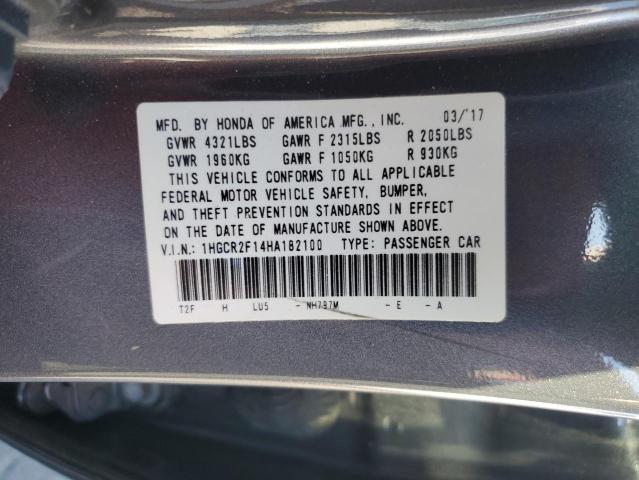 MFD. BY HONDA OF AMERICA MFG., INC. 03/'17
GVWR 4321LBS GAWR F 2315LBS R 2050LBS
GVWR 1960KG GAWR F 1050KG R 930KG
THIS VEHICLE CONFORMS TO ALL APPLICABLE
FEDERAL MOTOR VEHICLE SAFETY, BUMPER,
AND THEFT PREVENTION STANDARDS IN EFFECT
ON THE DATE OF MANUFACTURE SHOWN ABOVE.
V.I.N.: 1HGCR2F14HA182100 TYPE: PASSENGER CAR
T2F H LU5 - NH797M - E - A